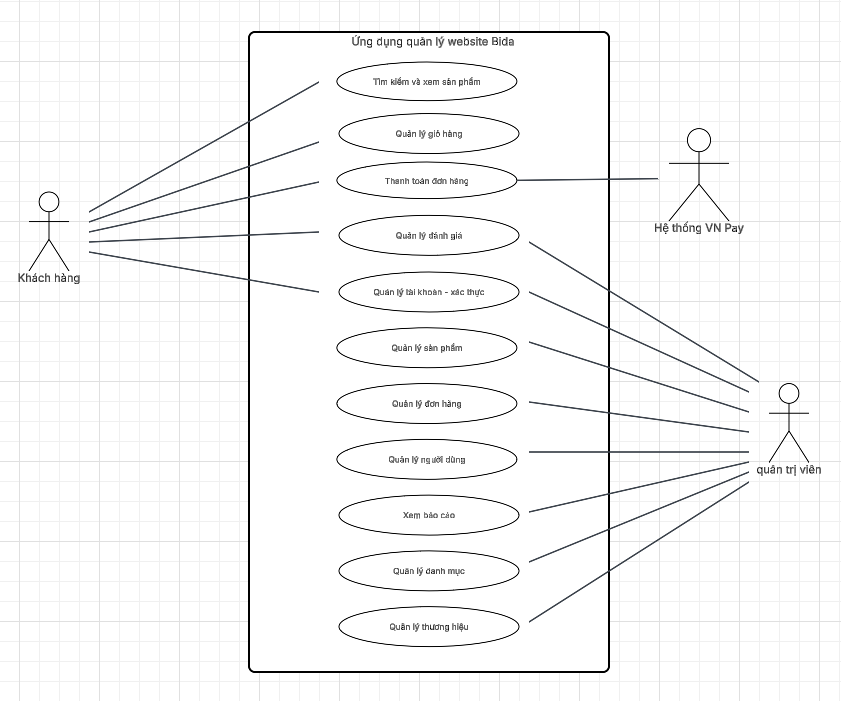 Ứng dụng quản lý website Bida
Tìm kiếm và xem sản phẩm
Quản lý giỏ hàng
Thanh toán đơn hàng
Hệ thống VN Pay
Quản lý đánh giá
Khách hàng
Quản lý tài khoản - xác thực
Quản lý sản phẩm
Quản lý đơn hàng
Quản lý người dùng
quản trị viên
Xem báo cáo
Quản lý danh mục
Quản lý thương hiệu